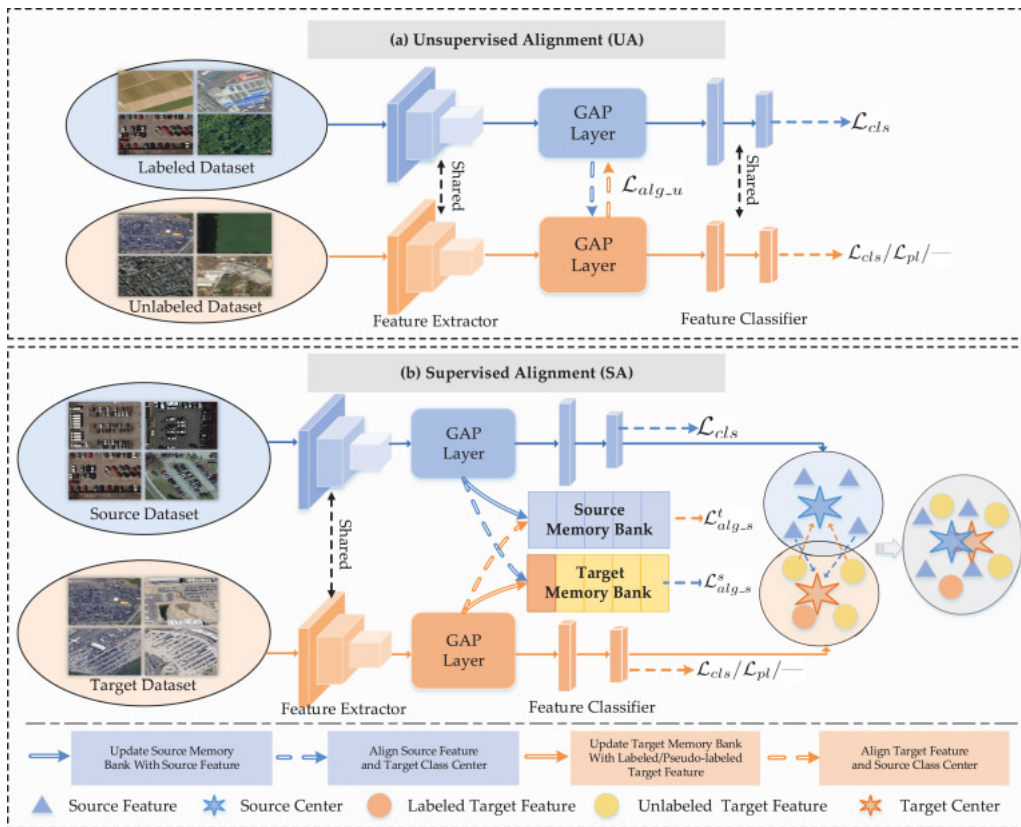 (a) Unsupervised Alignment (UA)
Labeled Dataset
GAP
Layer
L_cls
Shared
L_alg_u
Shared
Unlabeled Dataset
GAP
Layer
L_cls/L_pl/—
Feature Extractor
Feature Classifier
(b) Supervised Alignment (SA)
Source Dataset
GAP
Layer
L_cls
Shared
Source
Memory Bank
L^t_alg_s
Target
Memory Bank
L^s_alg_s
Target Dataset
GAP
Layer
L_cls/L_pl/—
Feature Extractor
Feature Classifier
Update Source Memory
Bank With Source Feature
Align Source Feature
and Target Class Center
Update Target Memory Bank
With Labeled/Pseudo-labeled
Target Feature
Align Target Feature
and Source Class Center
Source Feature
Source Center
Labeled Target Feature
Unlabeled Target Feature
Target Center